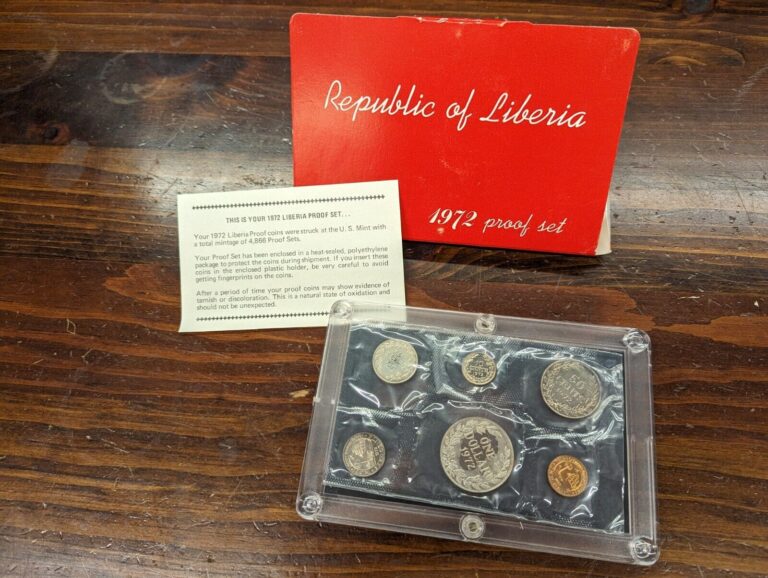 Republic of Liberia
1972 proof set
THIS IS YOUR 1972 LIBERIA PROOF SET...
Your 1972 Liberia Proof coins were struck at the U. S. Mint with
a total mintage of 4,866 Proof Sets.
Your Proof Set has been enclosed in a heat-sealed, polyethylene
package to protect the coins during shipment. If you insert these
coins in the enclosed plastic holder, be very careful to avoid
getting fingerprints on the coins.
After a period of time your proof coins may show evidence of
tarnish or discoloration. This is a natural state of oxidation and
should not be unexpected.
50
CENTS
ONE
DOLLAR
1972